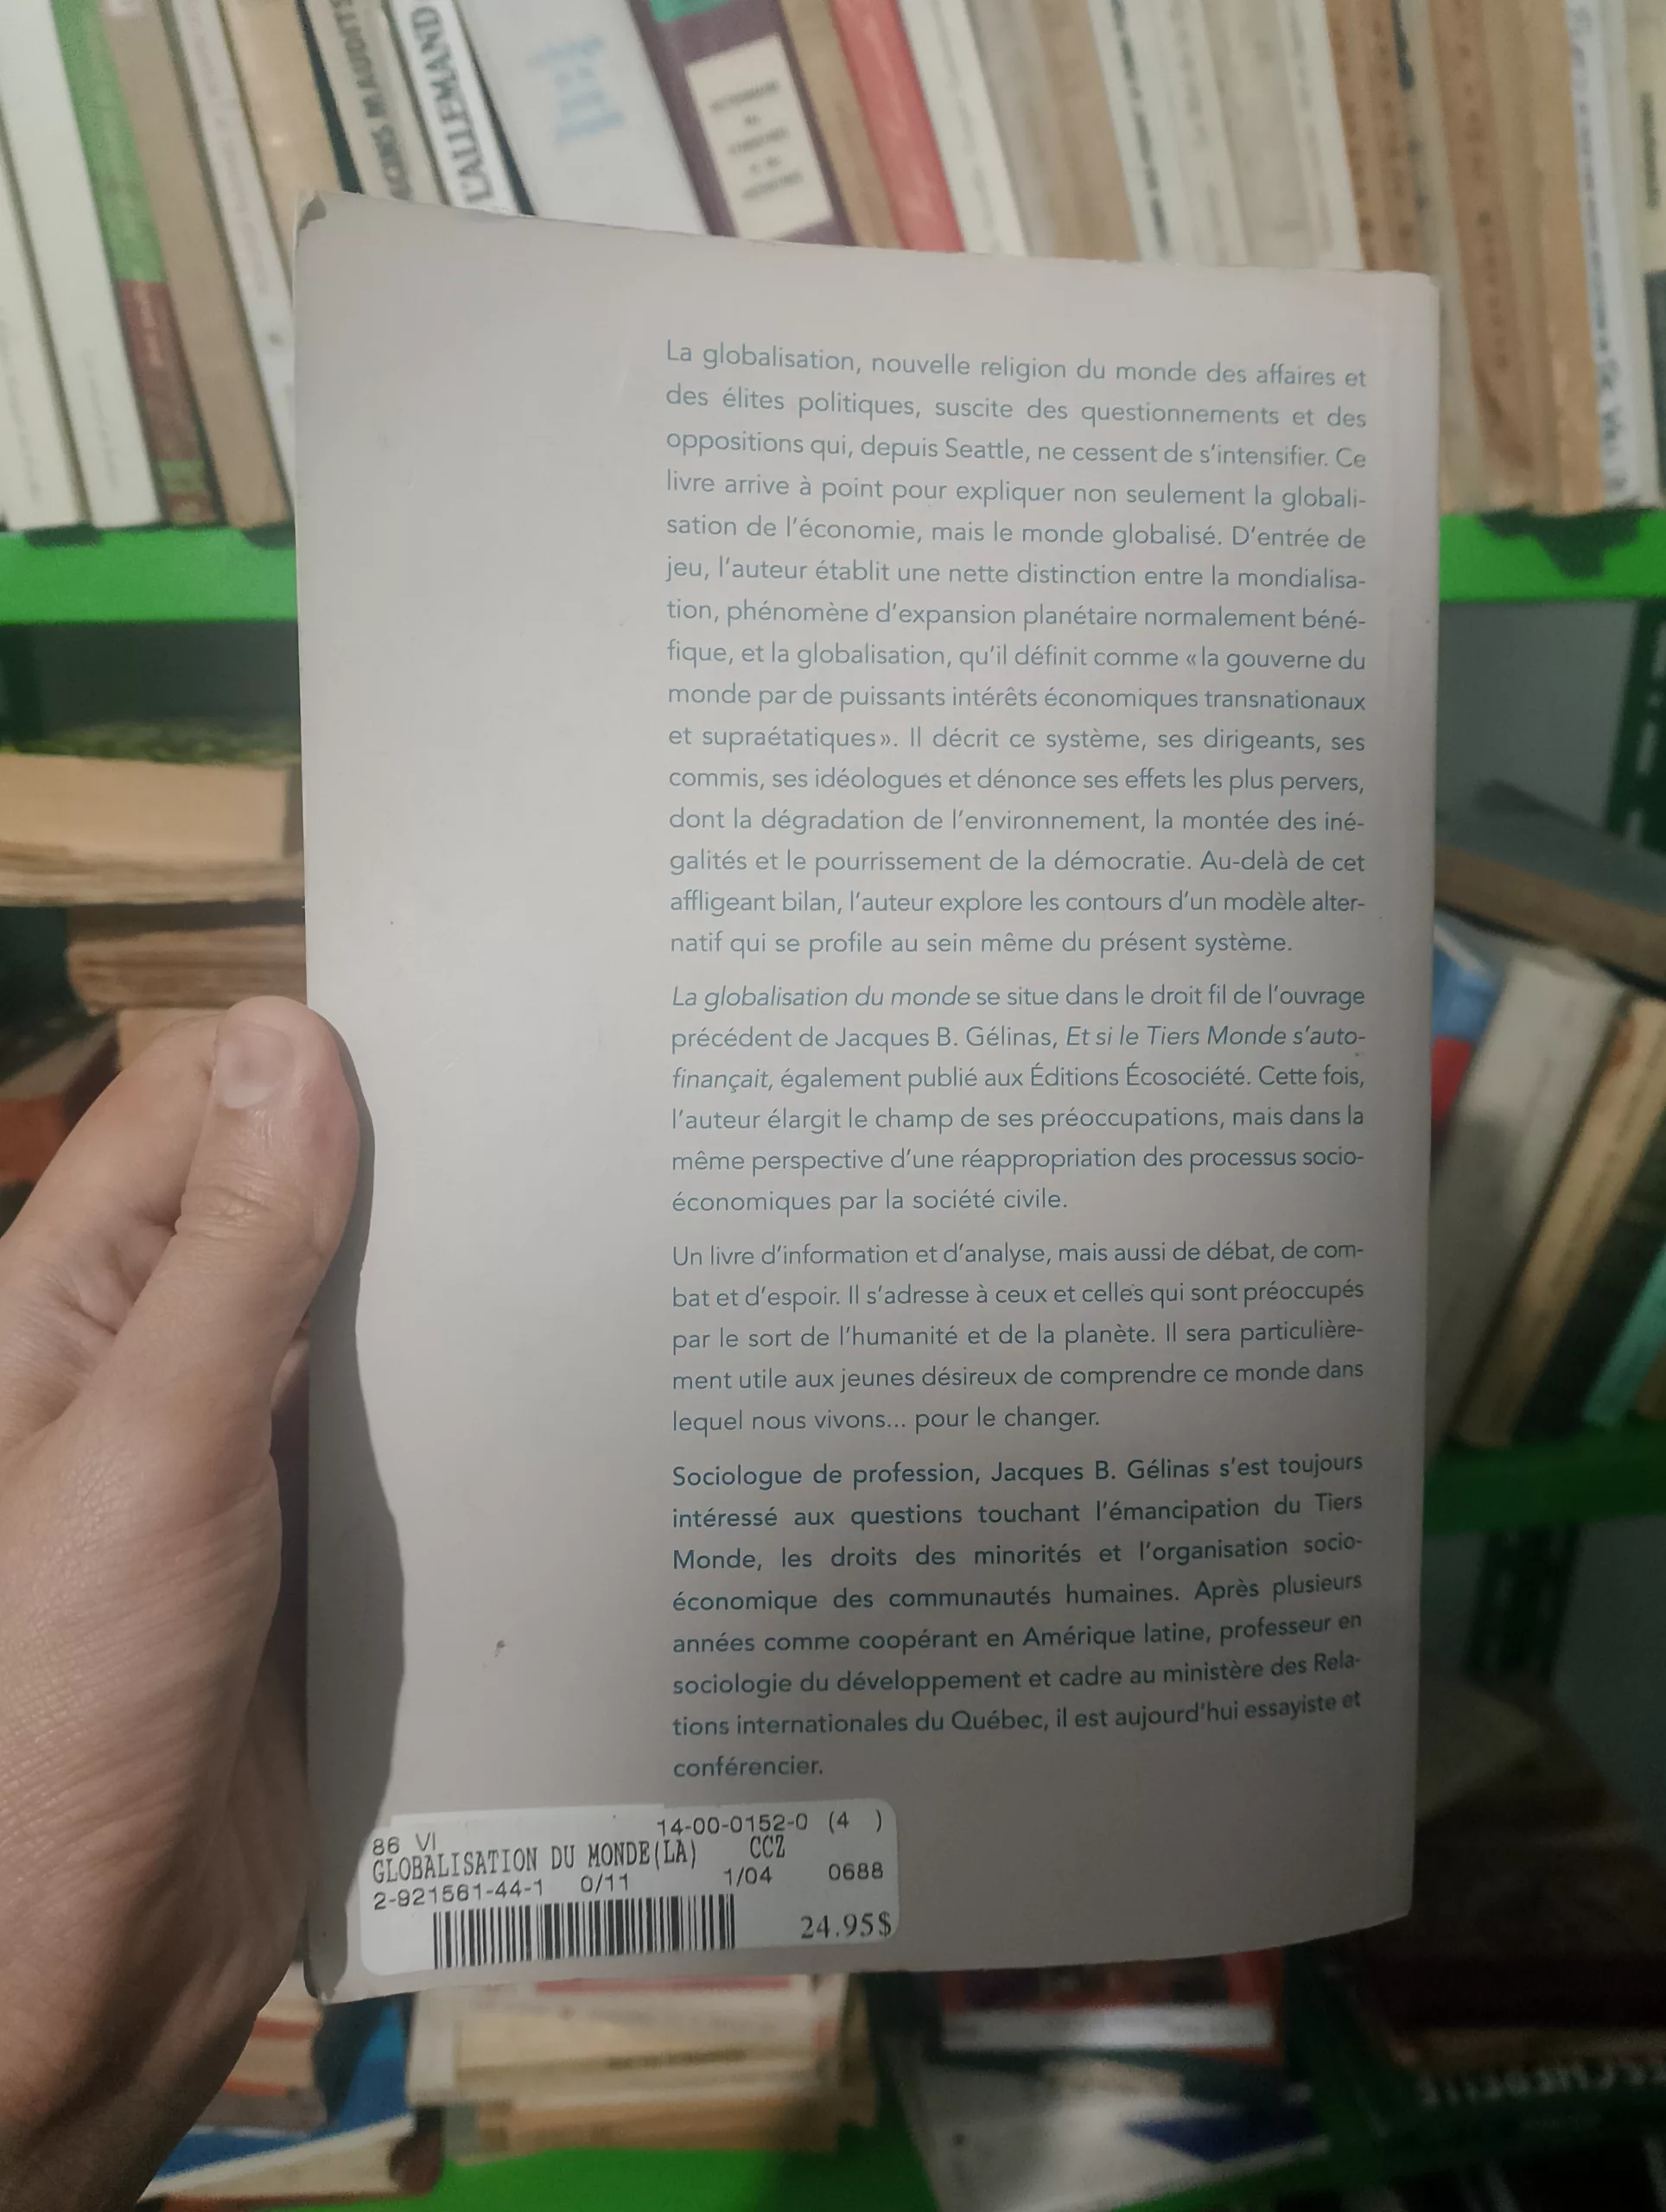 L'ALLEMAND
La globalisation, nouvelle religion du monde des affaires et
des élites politiques, suscite des questionnements et des
oppositions qui, depuis Seattle, ne cessent de s'intensifier. Ce
livre arrive à point pour expliquer non seulement la globali-
sation de l'économie, mais le monde globalisé. D'entrée de
jeu, l'auteur établit une nette distinction entre la mondialisa-
tion, phénomène d'expansion planétaire normalement béné-
fique, et la globalisation, qu'il définit comme « la gouverne du
monde par de puissants intérêts économiques transnationaux
et supraétatiques ». Il décrit ce système, ses dirigeants, ses
commis, ses idéologues et dénonce ses effets les plus pervers,
dont la dégradation de l'environnement, la montée des iné-
galités et le pourrissement de la démocratie. Au-delà de cet
affligeant bilan, l'auteur explore les contours d'un modèle alter-
natif qui se profile au sein même du présent système.
La globalisation du monde se situe dans le droit fil de l'ouvrage
précédent de Jacques B. Gélinas, Et si le Tiers Monde s'auto-
finançait, également publié aux Éditions Écosociété. Cette fois,
l'auteur élargit le champ de ses préoccupations, mais dans la
même perspective d'une réappropriation des processus socio-
économiques par la société civile.
Un livre d'information et d'analyse, mais aussi de débat, de com-
bat et d'espoir. Il s'adresse à ceux et celles qui sont préoccupés
par le sort de l'humanité et de la planète. Il sera particulière-
ment utile aux jeunes désireux de comprendre ce monde dans
lequel nous vivons... pour le changer.
Sociologue de profession, Jacques B. Gélinas s'est toujours
intéressé aux questions touchant l'émancipation du Tiers
Monde, les droits des minorités et l'organisation socio-
économique des communautés humaines. Après plusieurs
années comme coopérant en Amérique latine, professeur en
sociologie du développement et cadre au ministère des Rela-
tions internationales du Québec, il est aujourd'hui essayiste et
conférencier.
86 VI 14-00-0152-0 (4 )
GLOBALISATION DU MONDE(LA) CCZ
2-921561-44-1 0/11 1/04 0688
24.95$